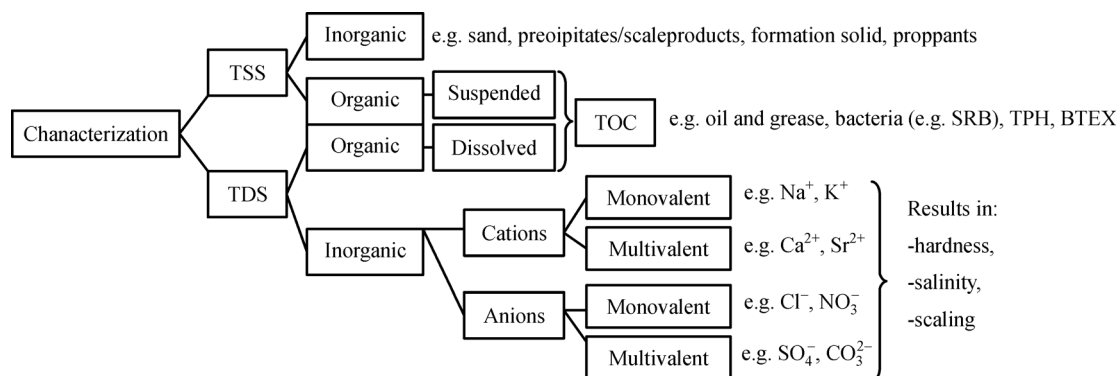 Inorganic e.g. sand, preoipitates/scaleproducts, formation solid, proppants
TSS
Organic
Suspended
Chanacterization
TOC
e.g. oil and grease, bacteria (e.g. SRB), TPH, BTEX
Organic
Dissolved
TDS
Monovalent e.g. Na⁺, K⁺
Inorganic
Cations
Multivalent e.g. Ca²⁺, Sr²⁺
Anions
Monovalent e.g. Cl⁻, NO₃⁻
Multivalent e.g. SO₄⁻, CO₃²⁻
Results in:
-hardness,
-salinity,
-scaling